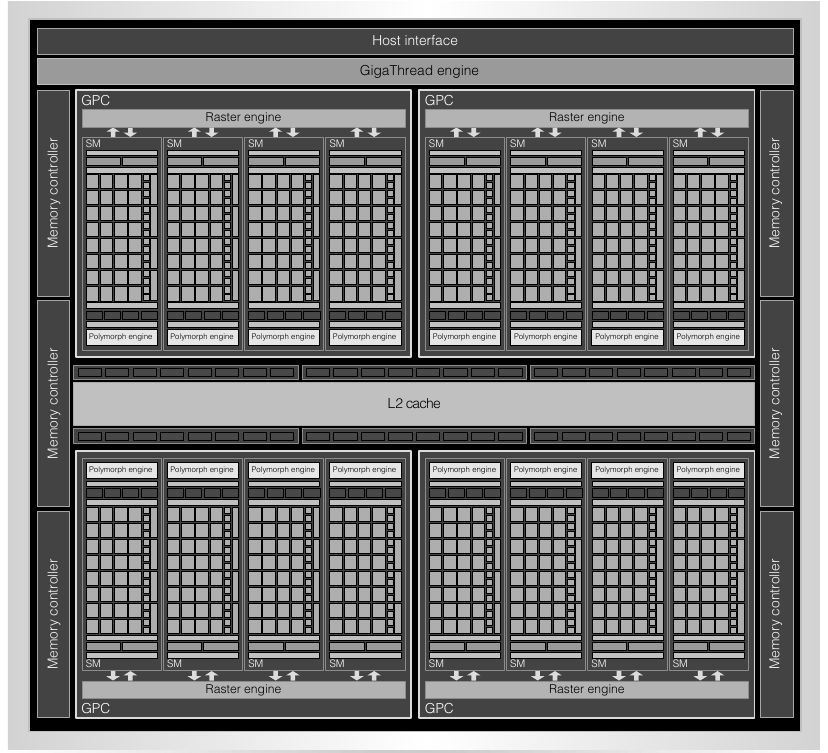 Host interface
GigaThread engine
Memory controller
Memory controller
Memory controller
Memory controller
Memory controller
Memory controller
GPC
Raster engine
SM
SM
SM
SM
Polymorph engine
Polymorph engine
Polymorph engine
Polymorph engine
GPC
Raster engine
SM
SM
SM
SM
Polymorph engine
Polymorph engine
Polymorph engine
Polymorph engine
L2 cache
Polymorph engine
Polymorph engine
Polymorph engine
Polymorph engine
SM
SM
SM
SM
Raster engine
GPC
Polymorph engine
Polymorph engine
Polymorph engine
Polymorph engine
SM
SM
SM
SM
Raster engine
GPC